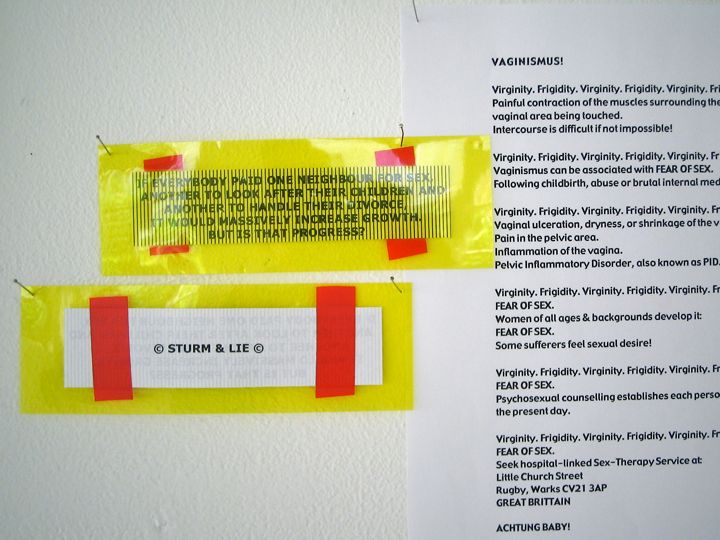 IF EVERYBODY PAID ONE NEIGHBOUR FOR SEX,
ANOTHER TO LOOK AFTER THEIR CHILDREN AND
ANOTHER TO HANDLE THEIR DIVORCE,
IT WOULD MASSIVELY INCREASE GROWTH.
BUT IS THAT PROGRESS?
© STURM & LIE ©
VAGINISMUS!
Virginity. Frigidity. Virginity. Frigidity. Virginity. Fri
Painful contraction of the muscles surrounding the
vaginal area being touched.
Intercourse is difficult if not impossible!
Virginity. Frigidity. Virginity. Frigidity. Virginity. Fr
Vaginismus can be associated with FEAR OF SEX.
Following childbirth, abuse or brutal internal med
Virginity. Frigidity. Virginity. Frigidity. Virginity. Fr
Vaginal ulceration, dryness, or shrinkage of the v
Pain in the pelvic area.
Inflammation of the vagina.
Pelvic Inflammatory Disorder, also known as PID.
Virginity. Frigidity. Virginity. Frigidity. Virginity. Fr
FEAR OF SEX.
Women of all ages & backgrounds develop it:
FEAR OF SEX.
Some sufferers feel sexual desire!
Virginity. Frigidity. Virginity. Frigidity. Virginity. Fr
FEAR OF SEX.
Psychosexual counselling establishes each perso
the present day.
Virginity. Frigidity. Virginity. Frigidity. Virginity. Fr
FEAR OF SEX.
Seek hospital-linked Sex-Therapy Service at:
Little Church Street
Rugby, Warks CV21 3AP
GREAT BRITTAIN
ACHTUNG BABY!